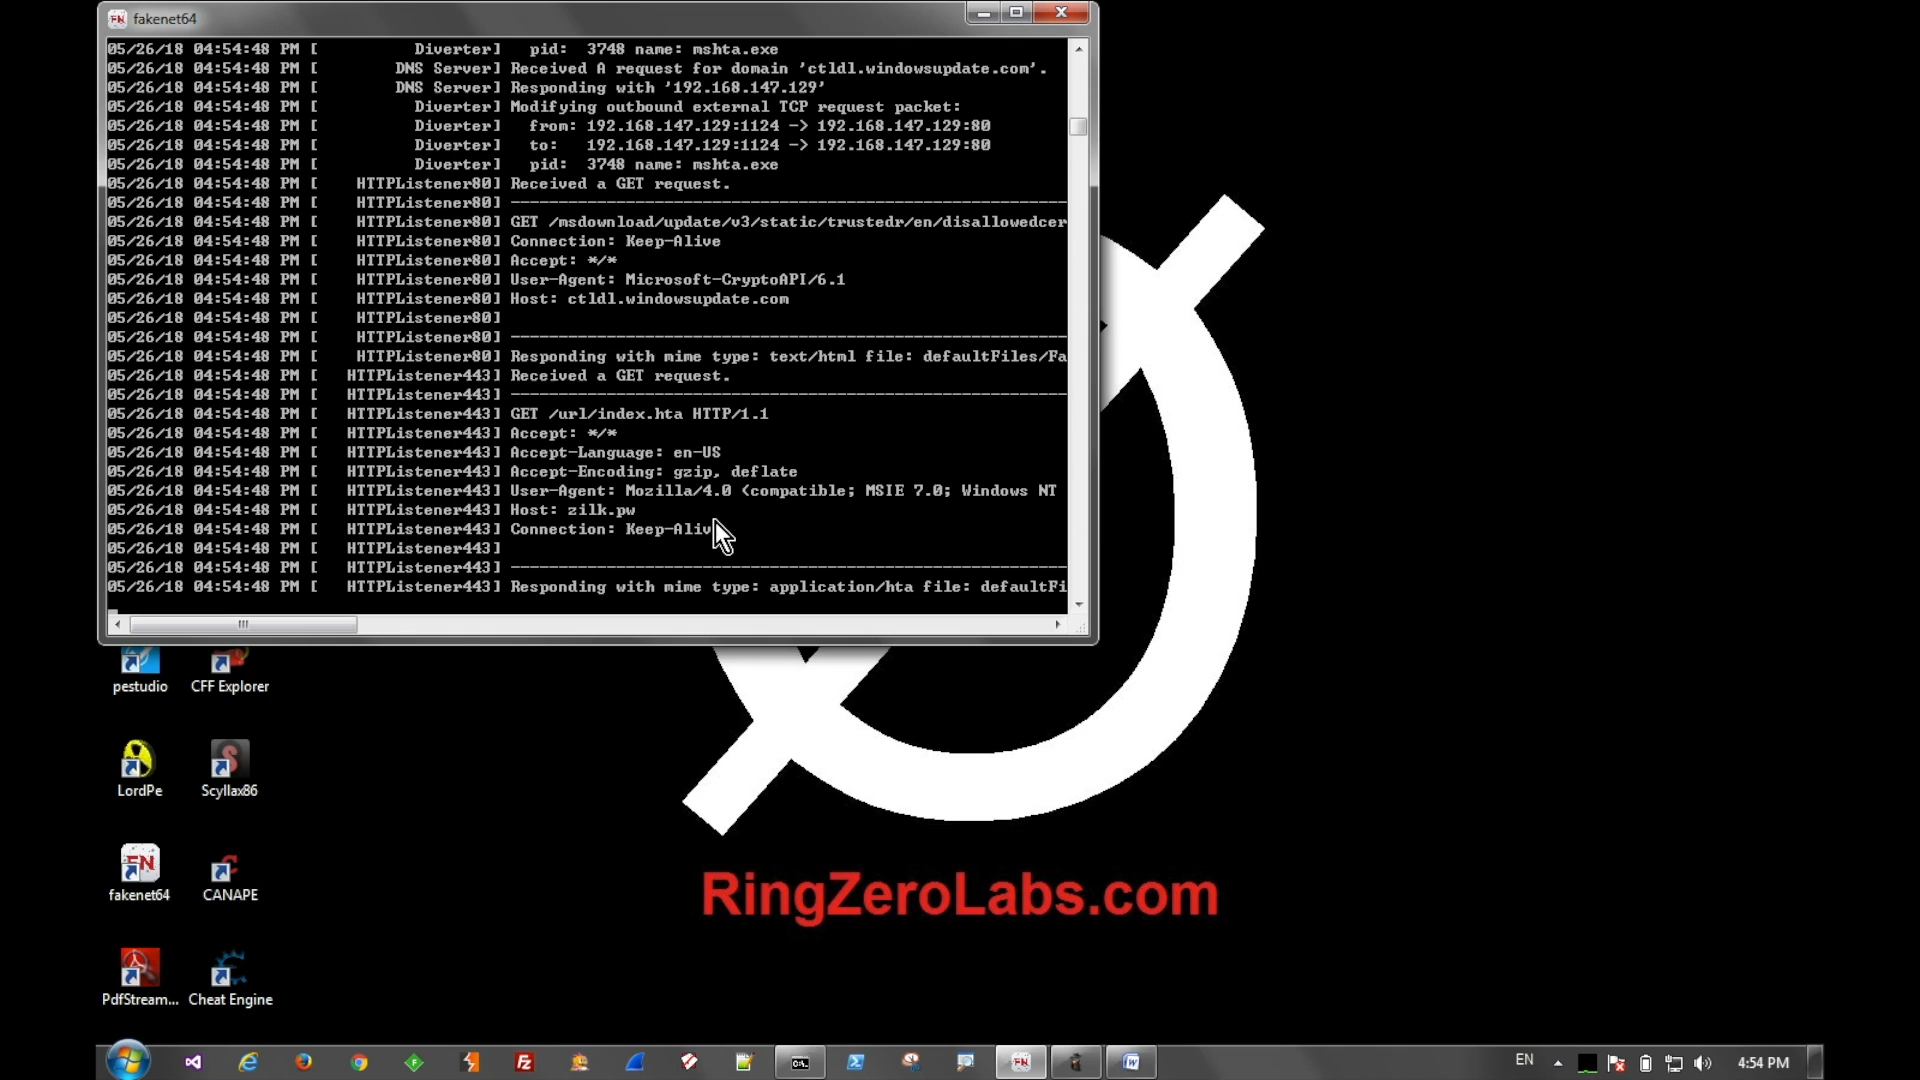 fakenet64
05/26/18 04:54:48 PM [ Diverter] pid: 3748 name: mshta.exe
05/26/18 04:54:48 PM [ DNS Server] Received A request for domain 'ctldl.windowsupdate.com'.
05/26/18 04:54:48 PM [ DNS Server] Responding with '192.168.147.129'
05/26/18 04:54:48 PM [ Diverter] Modifying outbound external TCP request packet:
05/26/18 04:54:48 PM [ Diverter] from: 192.168.147.129:1124 -> 192.168.147.129:80
05/26/18 04:54:48 PM [ Diverter] to: 192.168.147.129:1124 -> 192.168.147.129:80
05/26/18 04:54:48 PM [ Diverter] pid: 3748 name: mshta.exe
05/26/18 04:54:48 PM [ HTTPListener80] Received a GET request.
05/26/18 04:54:48 PM [ HTTPListener80] ----------------------------------------------------------
05/26/18 04:54:48 PM [ HTTPListener80] GET /msdownload/update/v3/static/trustedr/en/disallowedcer
05/26/18 04:54:48 PM [ HTTPListener80] Connection: Keep-Alive
05/26/18 04:54:48 PM [ HTTPListener80] Accept: */*
05/26/18 04:54:48 PM [ HTTPListener80] User-Agent: Microsoft-CryptoAPI/6.1
05/26/18 04:54:48 PM [ HTTPListener80] Host: ctldl.windowsupdate.com
05/26/18 04:54:48 PM [ HTTPListener80]
05/26/18 04:54:48 PM [ HTTPListener80] ----------------------------------------------------------
05/26/18 04:54:48 PM [ HTTPListener80] Responding with mime type: text/html file: defaultFiles/Fa
05/26/18 04:54:48 PM [ HTTPListener443] Received a GET request.
05/26/18 04:54:48 PM [ HTTPListener443] ----------------------------------------------------------
05/26/18 04:54:48 PM [ HTTPListener443] GET /url/index.hta HTTP/1.1
05/26/18 04:54:48 PM [ HTTPListener443] Accept: */*
05/26/18 04:54:48 PM [ HTTPListener443] Accept-Language: en-US
05/26/18 04:54:48 PM [ HTTPListener443] Accept-Encoding: gzip, deflate
05/26/18 04:54:48 PM [ HTTPListener443] User-Agent: Mozilla/4.0 (compatible; MSIE 7.0; Windows NT
05/26/18 04:54:48 PM [ HTTPListener443] Host: zilk.pw
05/26/18 04:54:48 PM [ HTTPListener443] Connection: Keep-Alive
05/26/18 04:54:48 PM [ HTTPListener443]
05/26/18 04:54:48 PM [ HTTPListener443] ----------------------------------------------------------
05/26/18 04:54:48 PM [ HTTPListener443] Responding with mime type: application/hta file: defaultFi
pestudio CFF Explorer
LordPe Scyllax86
fakenet64 CANAPE
RingZeroLabs.com
PdfStream... Cheat Engine
EN 4:54 PM